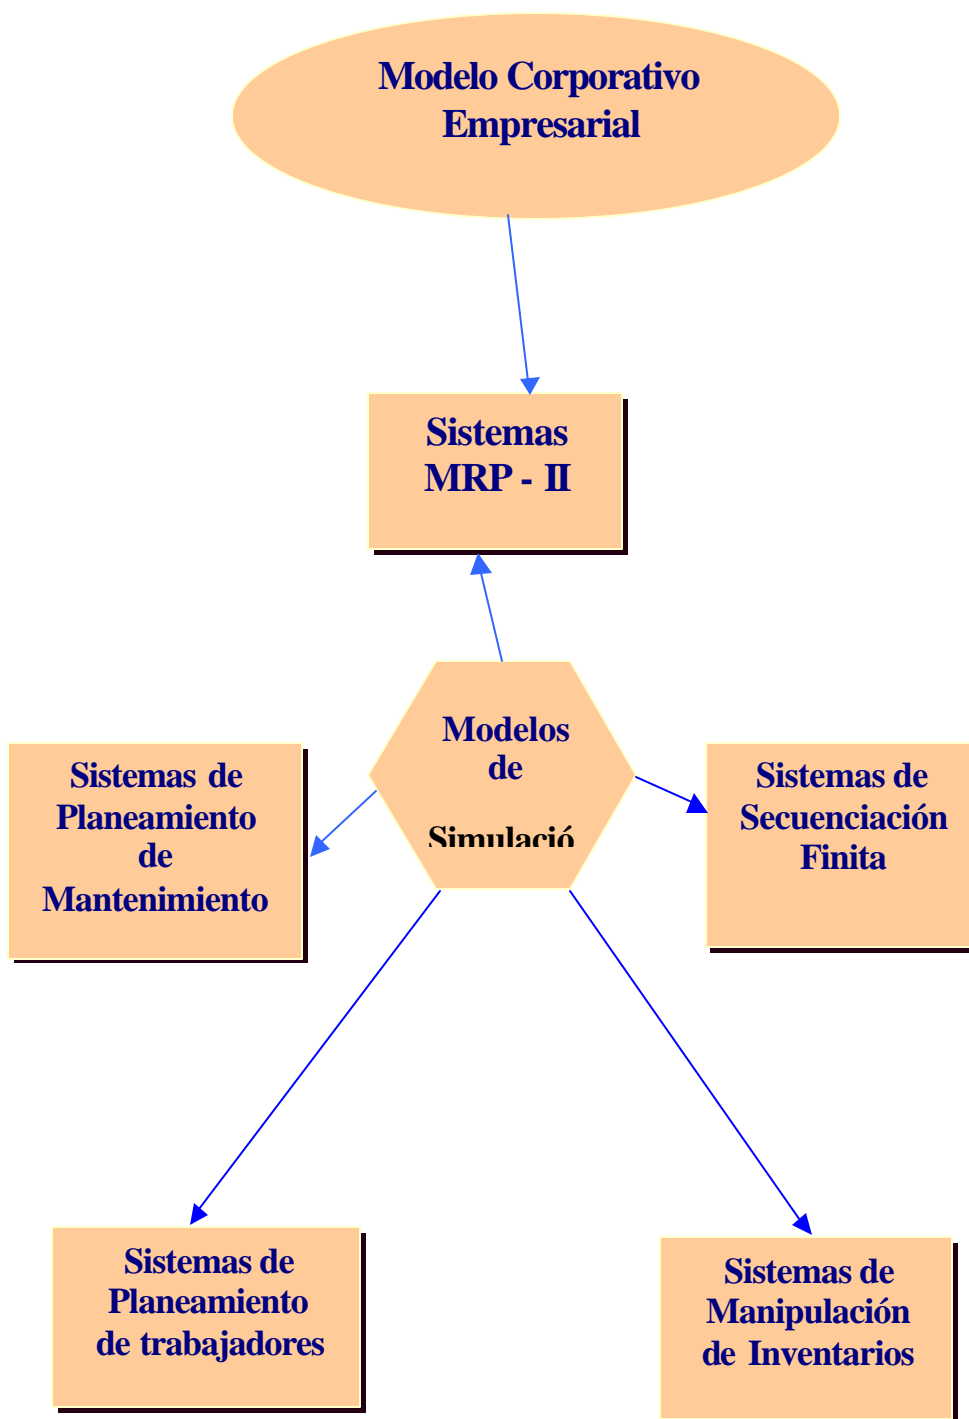 Modelo Corporativo
Empresarial
Sistemas
MRP - II
Modelos
de
Simulació
Sistemas de
Planeamiento
de
Mantenimiento
Sistemas de
Secuenciación
Finita
Sistemas de
Planeamiento
de trabajadores
Sistemas de
Manipulación
de Inventarios